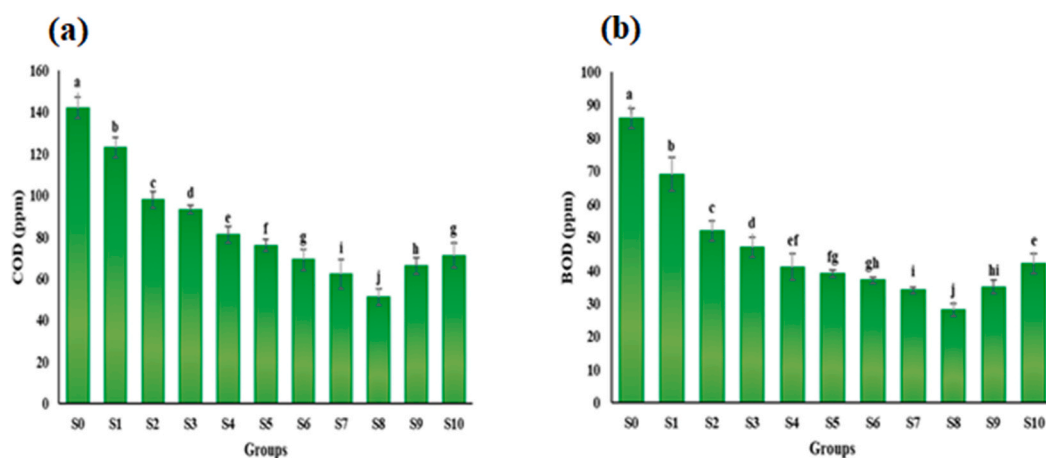 (a)
160
140
120
100
80
60
40
20
0
COD (ppm)
a
b
c
d
e
f
g
i
j
h
g
S0 S1 S2 S3 S4 S5 S6 S7 S8 S9 S10
Groups
(b)
100
90
80
70
60
50
40
30
20
10
0
BOD (ppm)
a
b
c
d
ef
fg
gh
i
j
hi
e
S0 S1 S2 S3 S4 S5 S6 S7 S8 S9 S10
Groups